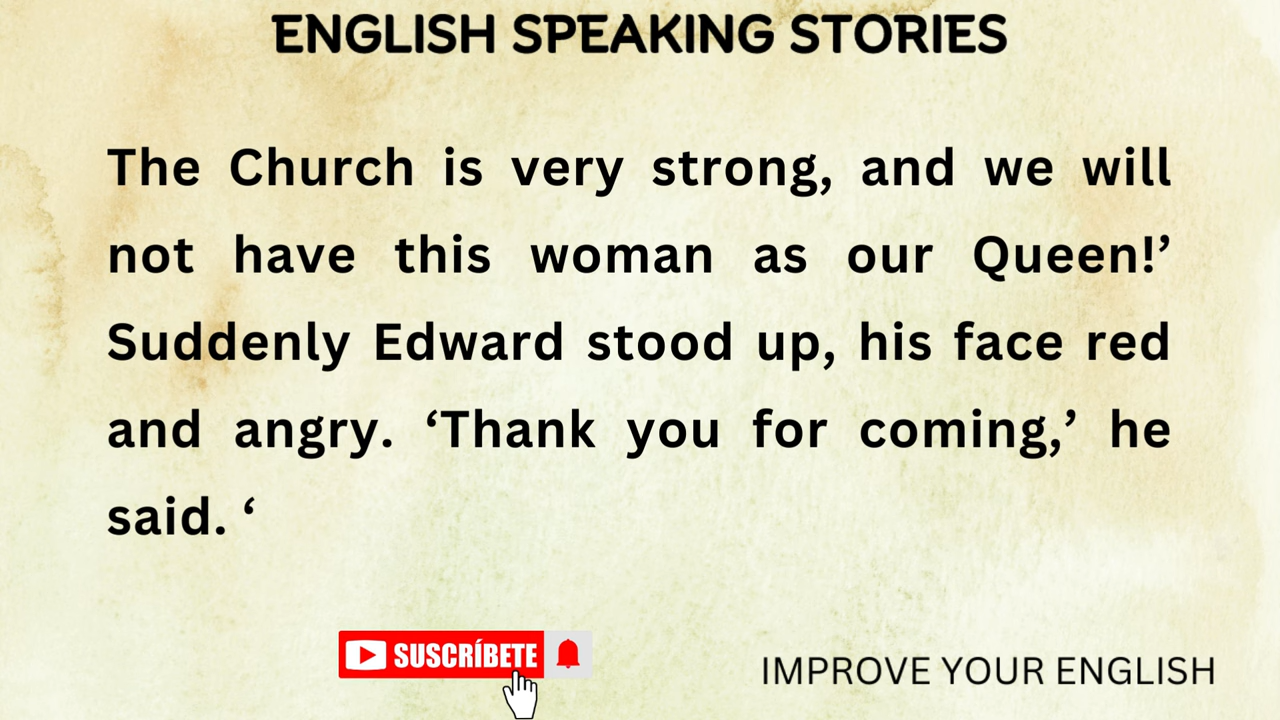 ENGLISH SPEAKING STORIES
The Church is very strong, and we will
not have this woman as our Queen!’
Suddenly Edward stood up, his face red
and angry. ‘Thank you for coming,’ he
said. ‘
SUSCRÍBETE
IMPROVE YOUR ENGLISH